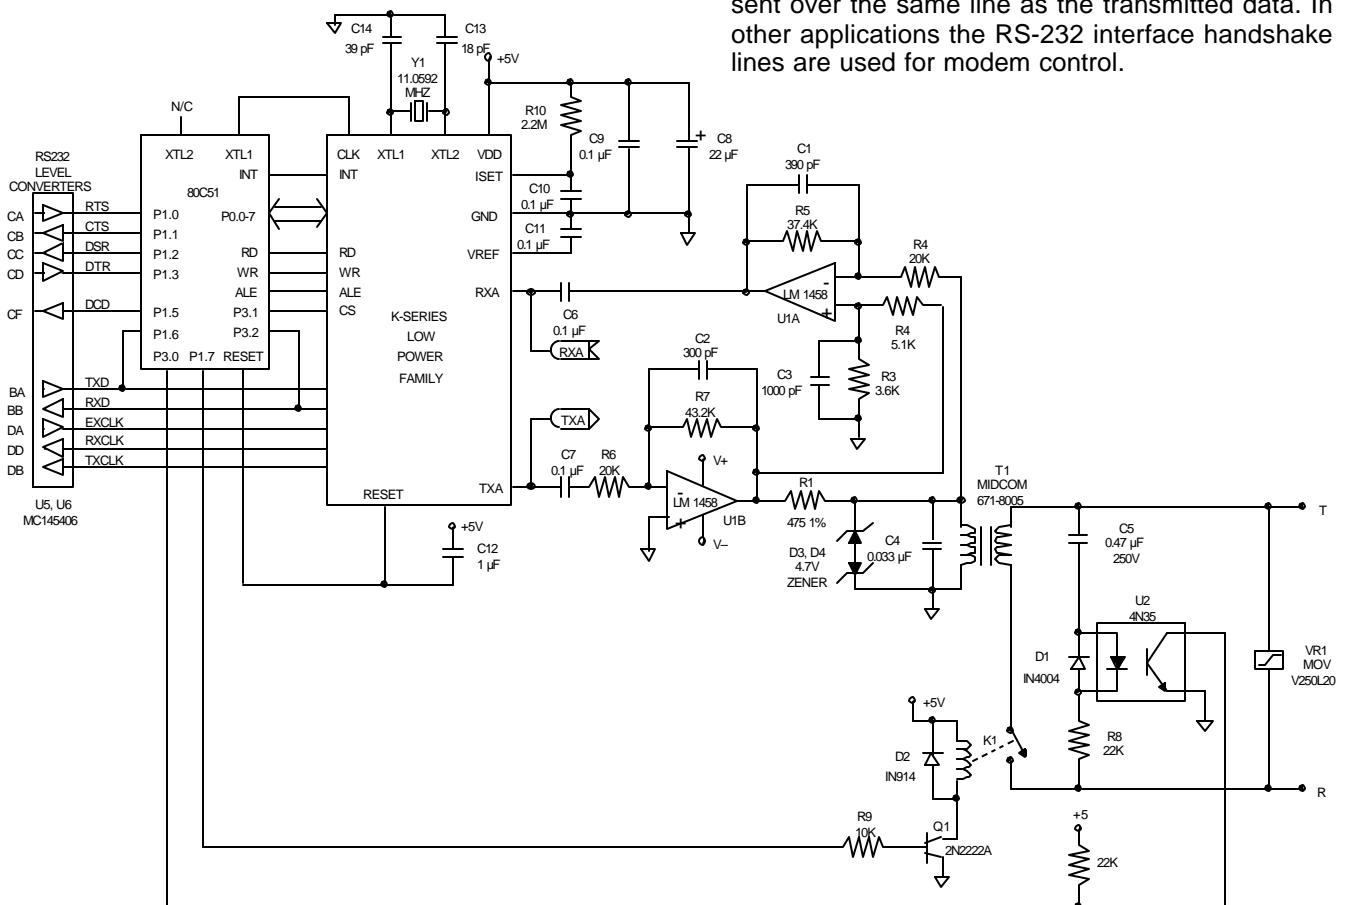 sent over the same line as the transmitted data. In
other applications the RS-232 interface handshake
lines are used for modem control.
C14
39 pF
C13
18 pF
Y1
11.0592
MHZ
+5V
R10
2.2M
C9
0.1 µF
+
C8
22 µF
N/C
XTL2
XTL1
INT
80C51
P1.0
P0.0-7
P1.1
P1.2
RD
P1.3
WR
ALE
P1.5
P3.1
P1.6
P3.2
P3.0
P1.7
RESET
RS232
LEVEL
CONVERTERS
CA
RTS
CB
CTS
CC
DSR
CD
DTR
CF
DCD
BA
TXD
BB
RXD
DA
EXCLK
DD
RXCLK
DB
TXCLK
U5, U6
MC145406
CLK
XTL1
XTL2
VDD
INT
ISET
GND
VREF
RD
WR
ALE
CS
RXA
K-SERIES
LOW
POWER
FAMILY
RESET
TXA
C10
0.1 µF
C11
0.1 µF
C6
0.1 µF
RXA
TXA
C7
0.1 µF
R6
20K
C12
1 µF
+5V
C1
390 pF
R5
37.4K
R4
20K
-
LM 1458
+
U1A
R4
5.1K
C3
1000 pF
R3
3.6K
C2
300 pF
R7
43.2K
V+
-
LM 1458
+
U1B
V–
R1
475 1%
D3, D4
4.7V
ZENER
C4
0.033 µF
T1
MIDCOM
671-8005
T
C5
0.47 µF
250V
U2
4N35
D1
IN4004
VR1
MOV
V250L20
R8
22K
R
+5V
D2
IN914
K1
R9
10K
Q1
2N2222A
+5
22K